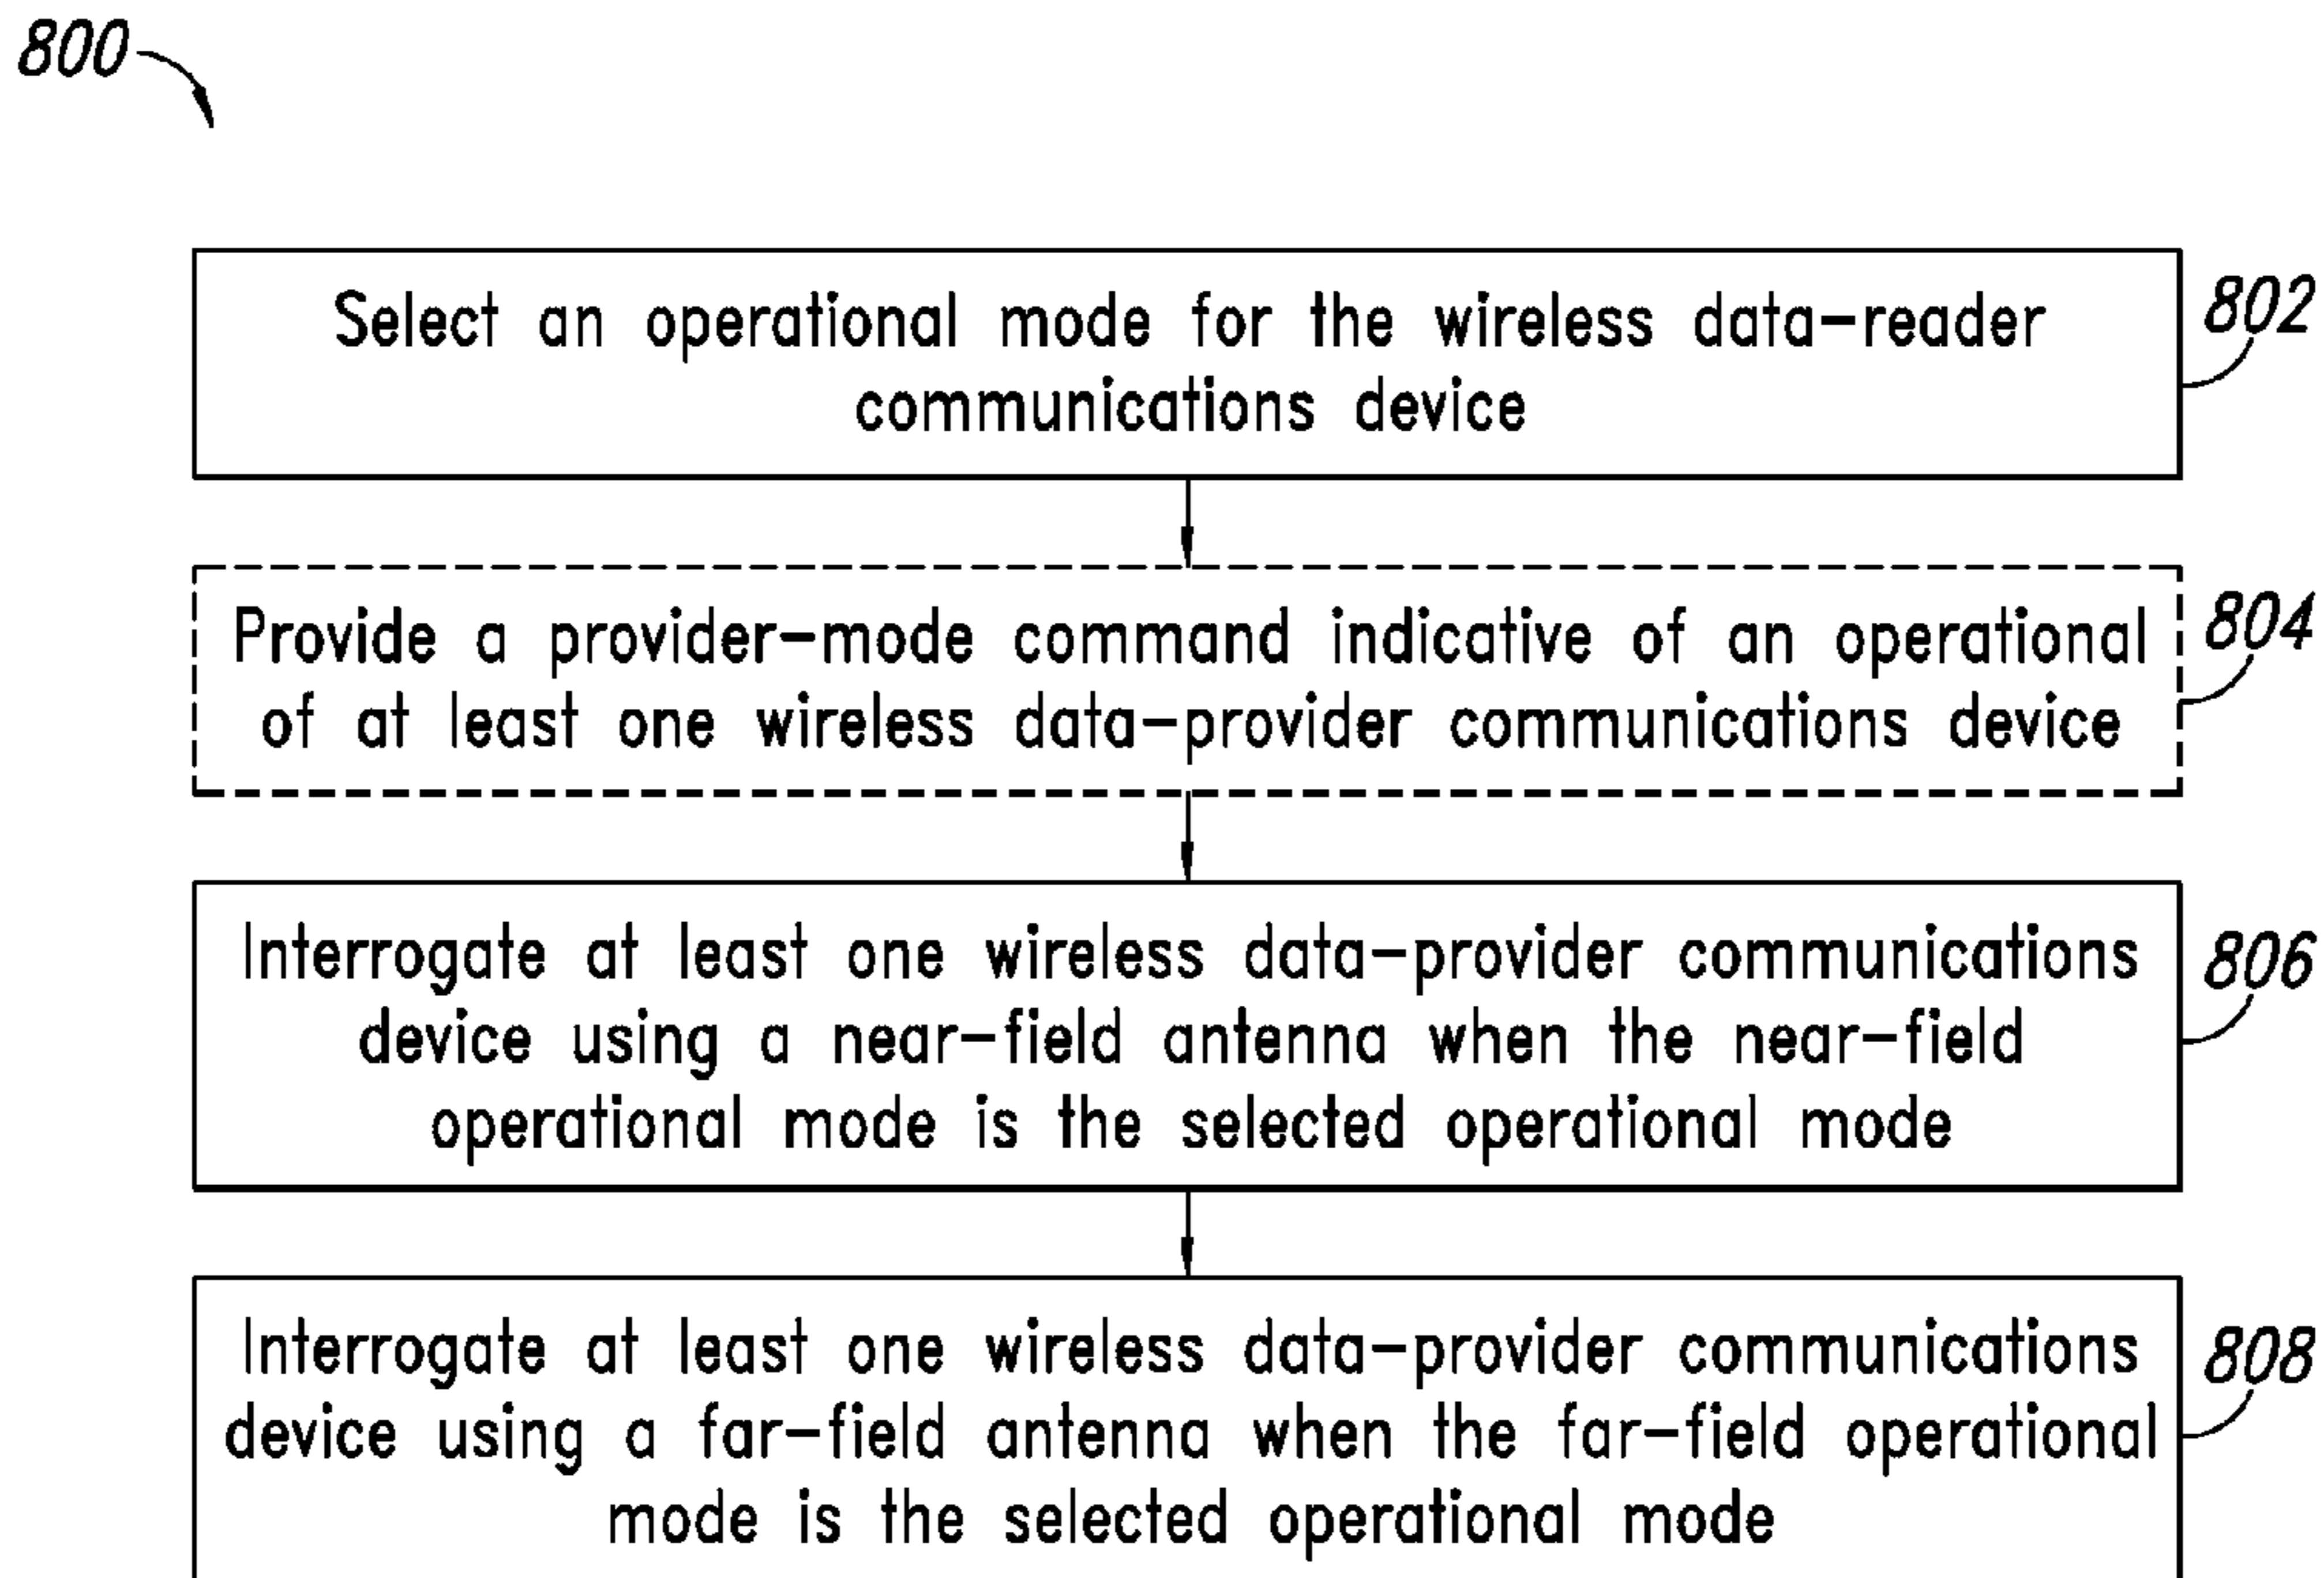 800
Select an operational mode for the wireless data-reader
communications device
802
Provide a provider-mode command indicative of an operational
of at least one wireless data-provider communications device
804
Interrogate at least one wireless data-provider communications
device using a near-field antenna when the near-field
operational mode is the selected operational mode
806
Interrogate at least one wireless data-provider communications
device using a far-field antenna when the far-field operational
mode is the selected operational mode
808